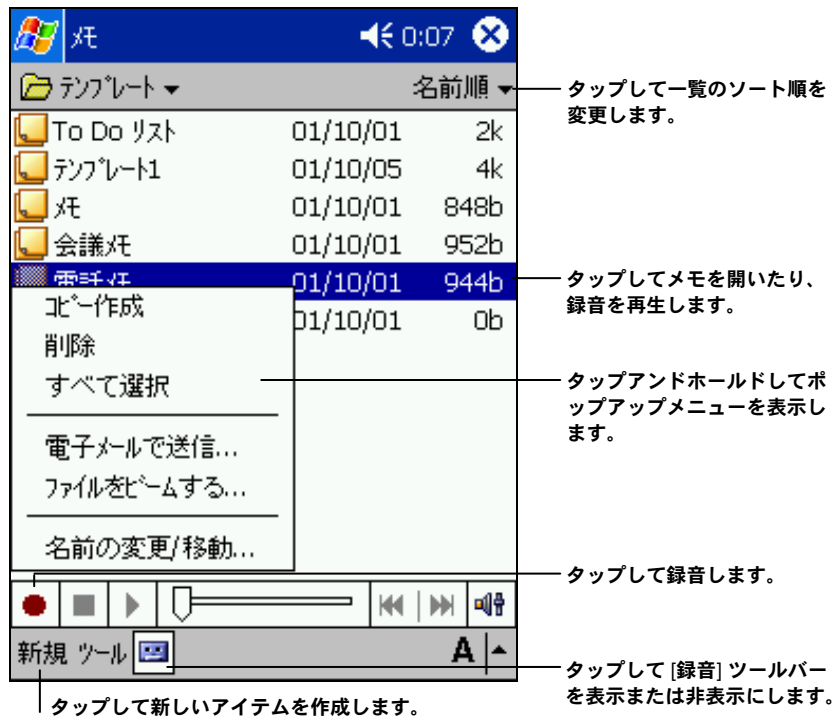 メモ 0:07
テンプレート 名前順
To Do リスト 01/10/01 2k
テンプレート1 01/10/05 4k
メモ 01/10/01 848b
会議メモ 01/10/01 952b
電話メモ 01/10/01 944b
01/10/01 0b
コピー作成
削除
すべて選択
電子メールで送信...
ファイルをビームする...
名前の変更/移動...
新規 ツール A
タップして一覧のソート順を
変更します。
タップしてメモを開いたり、
録音を再生します。
タップアンドホールドしてポ
ップアップメニューを表示し
ます。
タップして録音します。
タップして [録音] ツールバー
を表示または非表示にします。
タップして新しいアイテムを作成します。